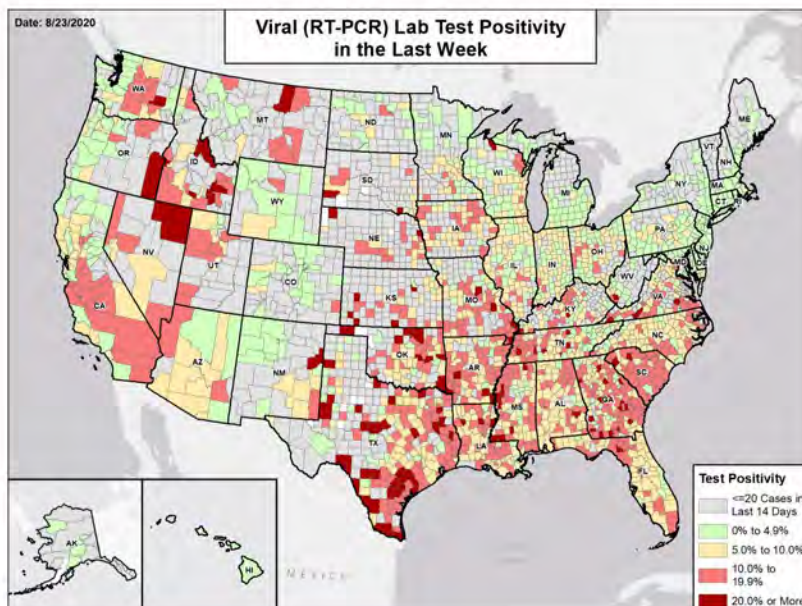 Date: 8/23/2020
Viral (RT-PCR) Lab Test Positivity
in the Last Week
WA
MT
ND
MN
ME
OR
ID
SD
WI
VT
NH
WY
MI
NY
MA
CT
NE
IA
PA
NV
UT
CO
IL
IN
OH
NJ
MD
DE
CA
KS
MO
WV
VA
KY
AZ
NM
OK
AR
TN
NC
SC
TX
LA
MS
AL
GA
FL
AK
HI
MEXICO
Test Positivity
<=20 Cases in
Last 14 Days
0% to 4.9%
5.0% to 10.0%
10.0% to
19.9%
20.0% or More